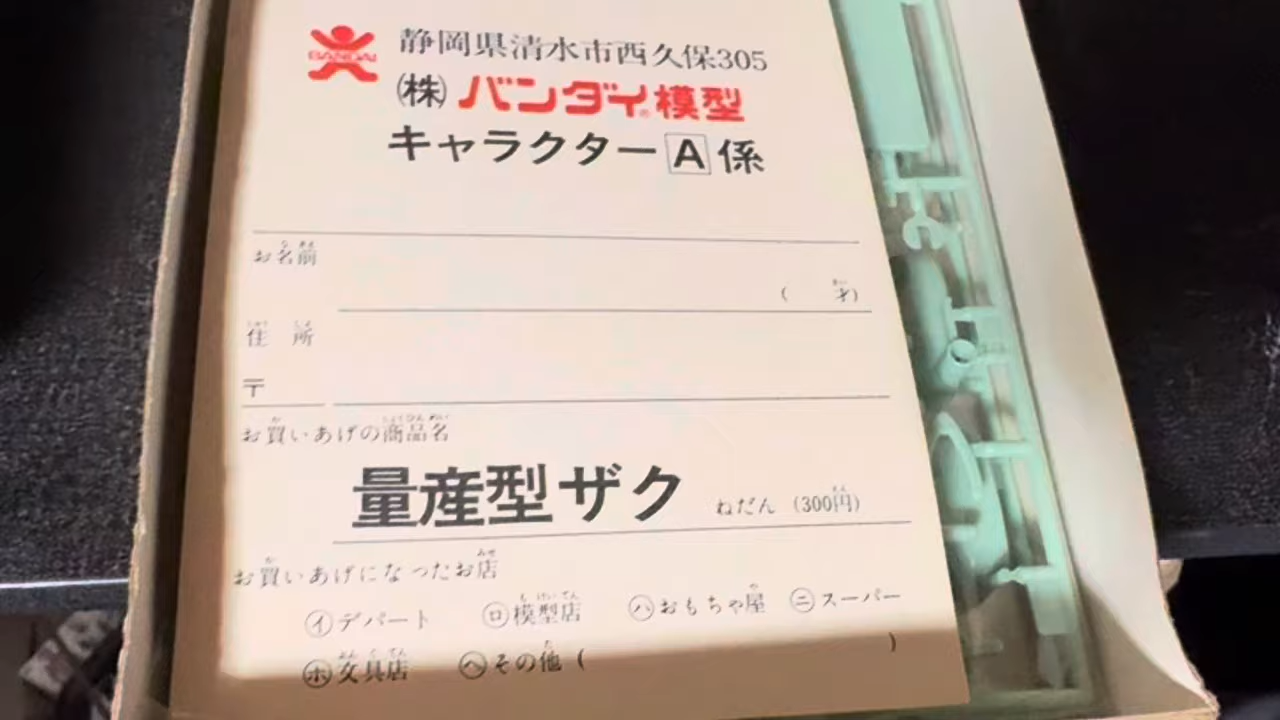 BANDAI
静岡県清水市西久保305
㈱バンダイ®模型
キャラクターA係
お名前
( 才)
住所
〒
お買いあげの商品名
量産型ザク ねだん (300円)
お買いあげになったお店
㋑デパート ㋺模型店 ㋩おもちゃ屋 ㋥スーパー
㋭文具店 ㋬その他 ( )